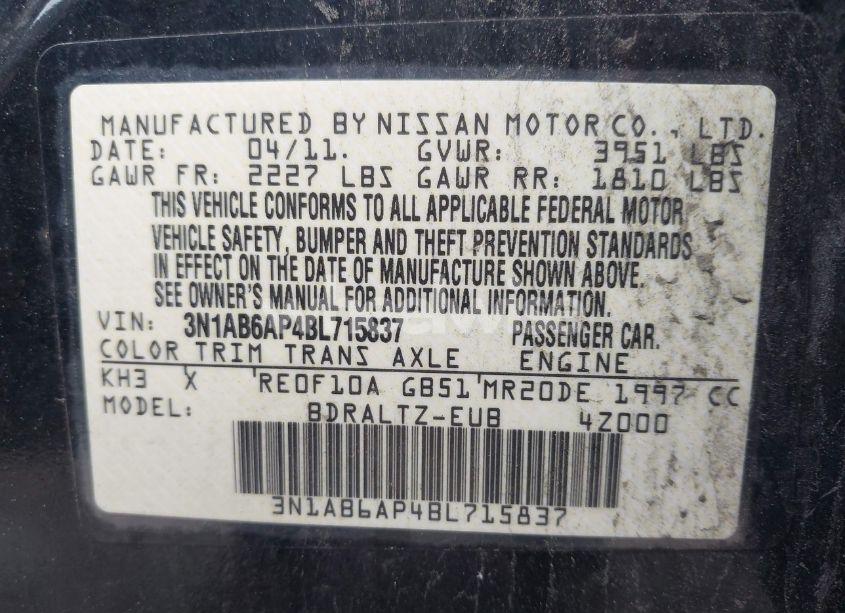 MANUFACTURED BY NISSAN MOTOR CO., LTD.
DATE: 04/11. GVWR: 3951 LBS
GAWR FR: 2227 LBS GAWR RR: 1810 LBS
THIS VEHICLE CONFORMS TO ALL APPLICABLE FEDERAL MOTOR
VEHICLE SAFETY, BUMPER AND THEFT PREVENTION STANDARDS
IN EFFECT ON THE DATE OF MANUFACTURE SHOWN ABOVE.
SEE OWNER'S MANUAL FOR ADDITIONAL INFORMATION.
VIN: 3N1AB6AP4BL715837 PASSENGER CAR.
COLOR TRIM TRANS AXLE ENGINE
KH3 X RE0F10A GB51 MR20DE 1997 CC
MODEL: BDRALTZ-EUB 4Z000
3N1AB6AP4BL715837